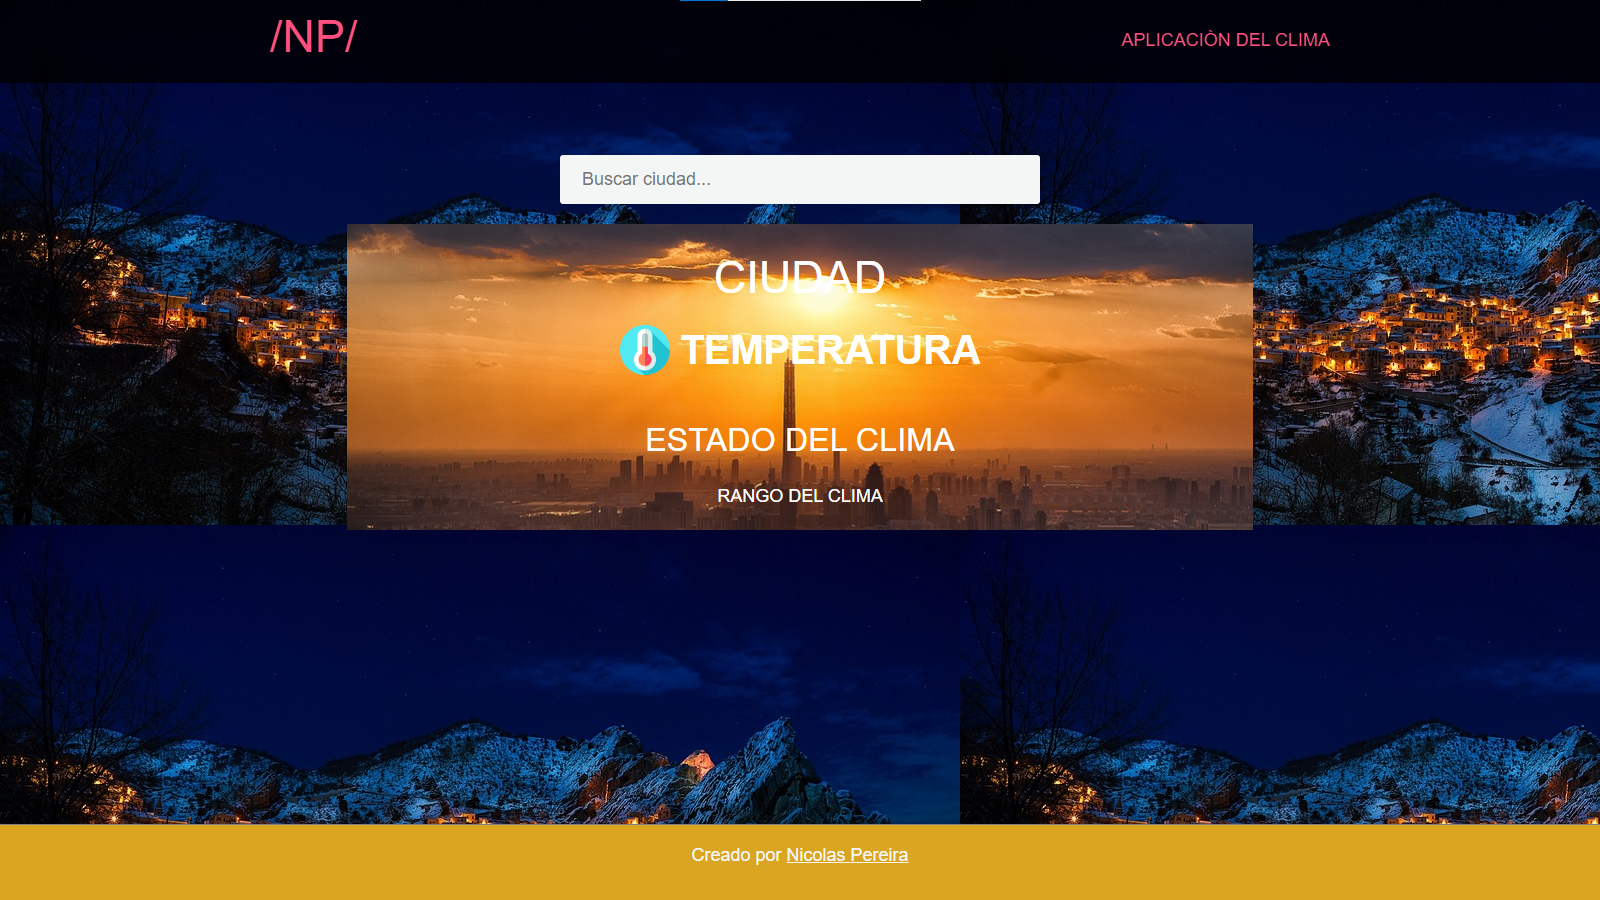 /NP/
APLICACIÒN DEL CLIMA
Buscar ciudad...
CIUDAD
TEMPERATURA
ESTADO DEL CLIMA
RANGO DEL CLIMA
Creado por Nicolas Pereira